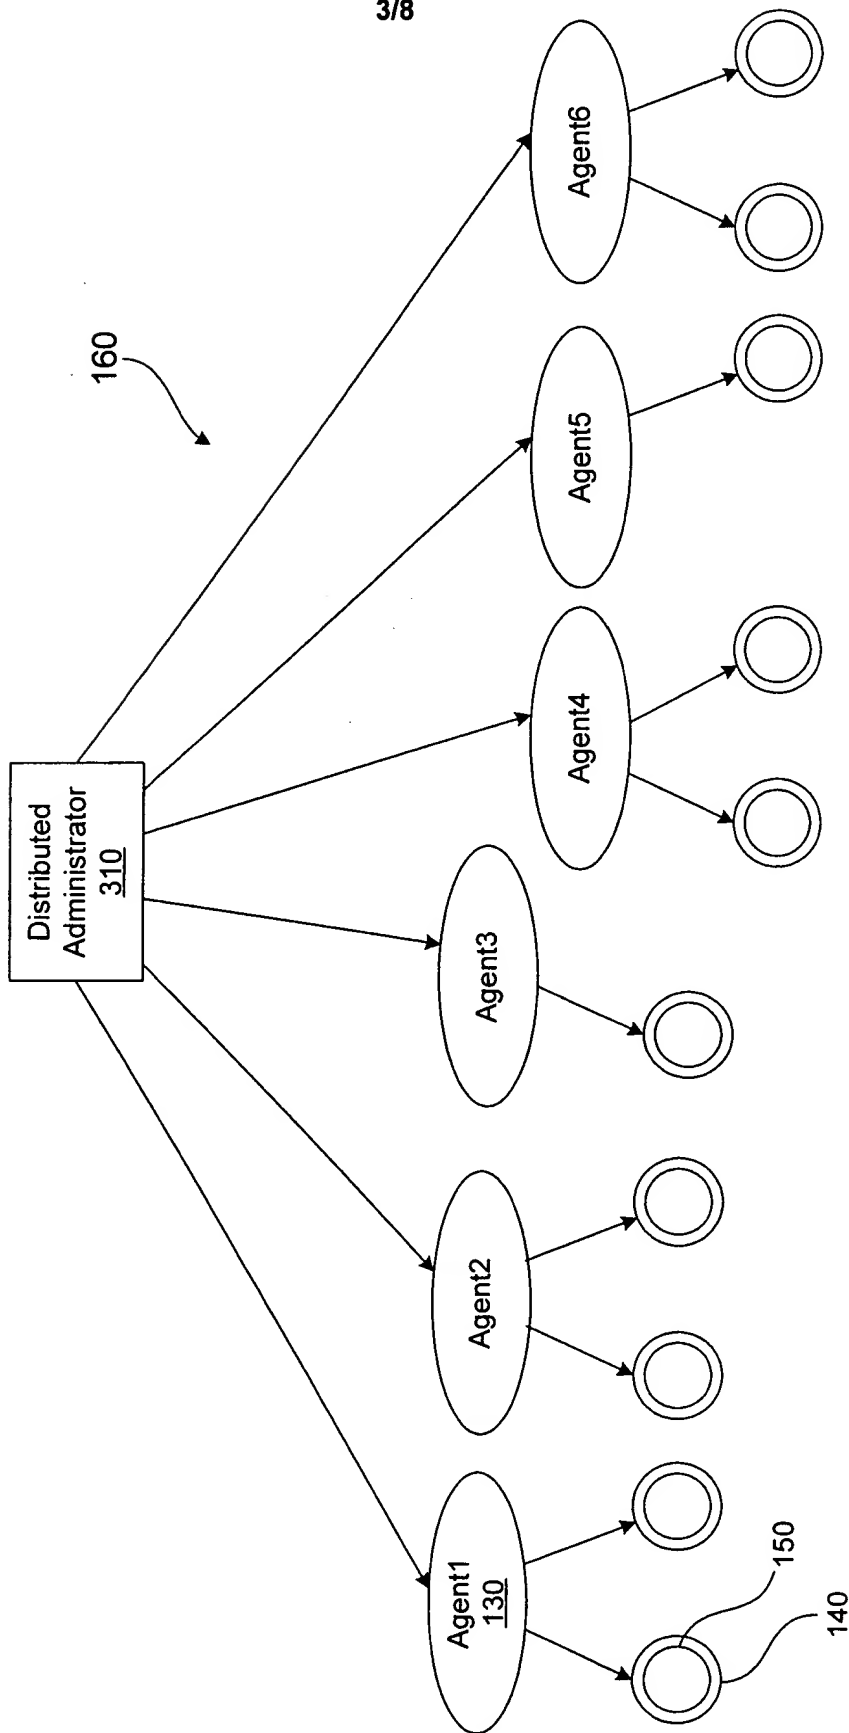 3/8
160
Distributed
Administrator
310
Agent1
130
Agent2
Agent3
Agent4
Agent5
Agent6
150
140